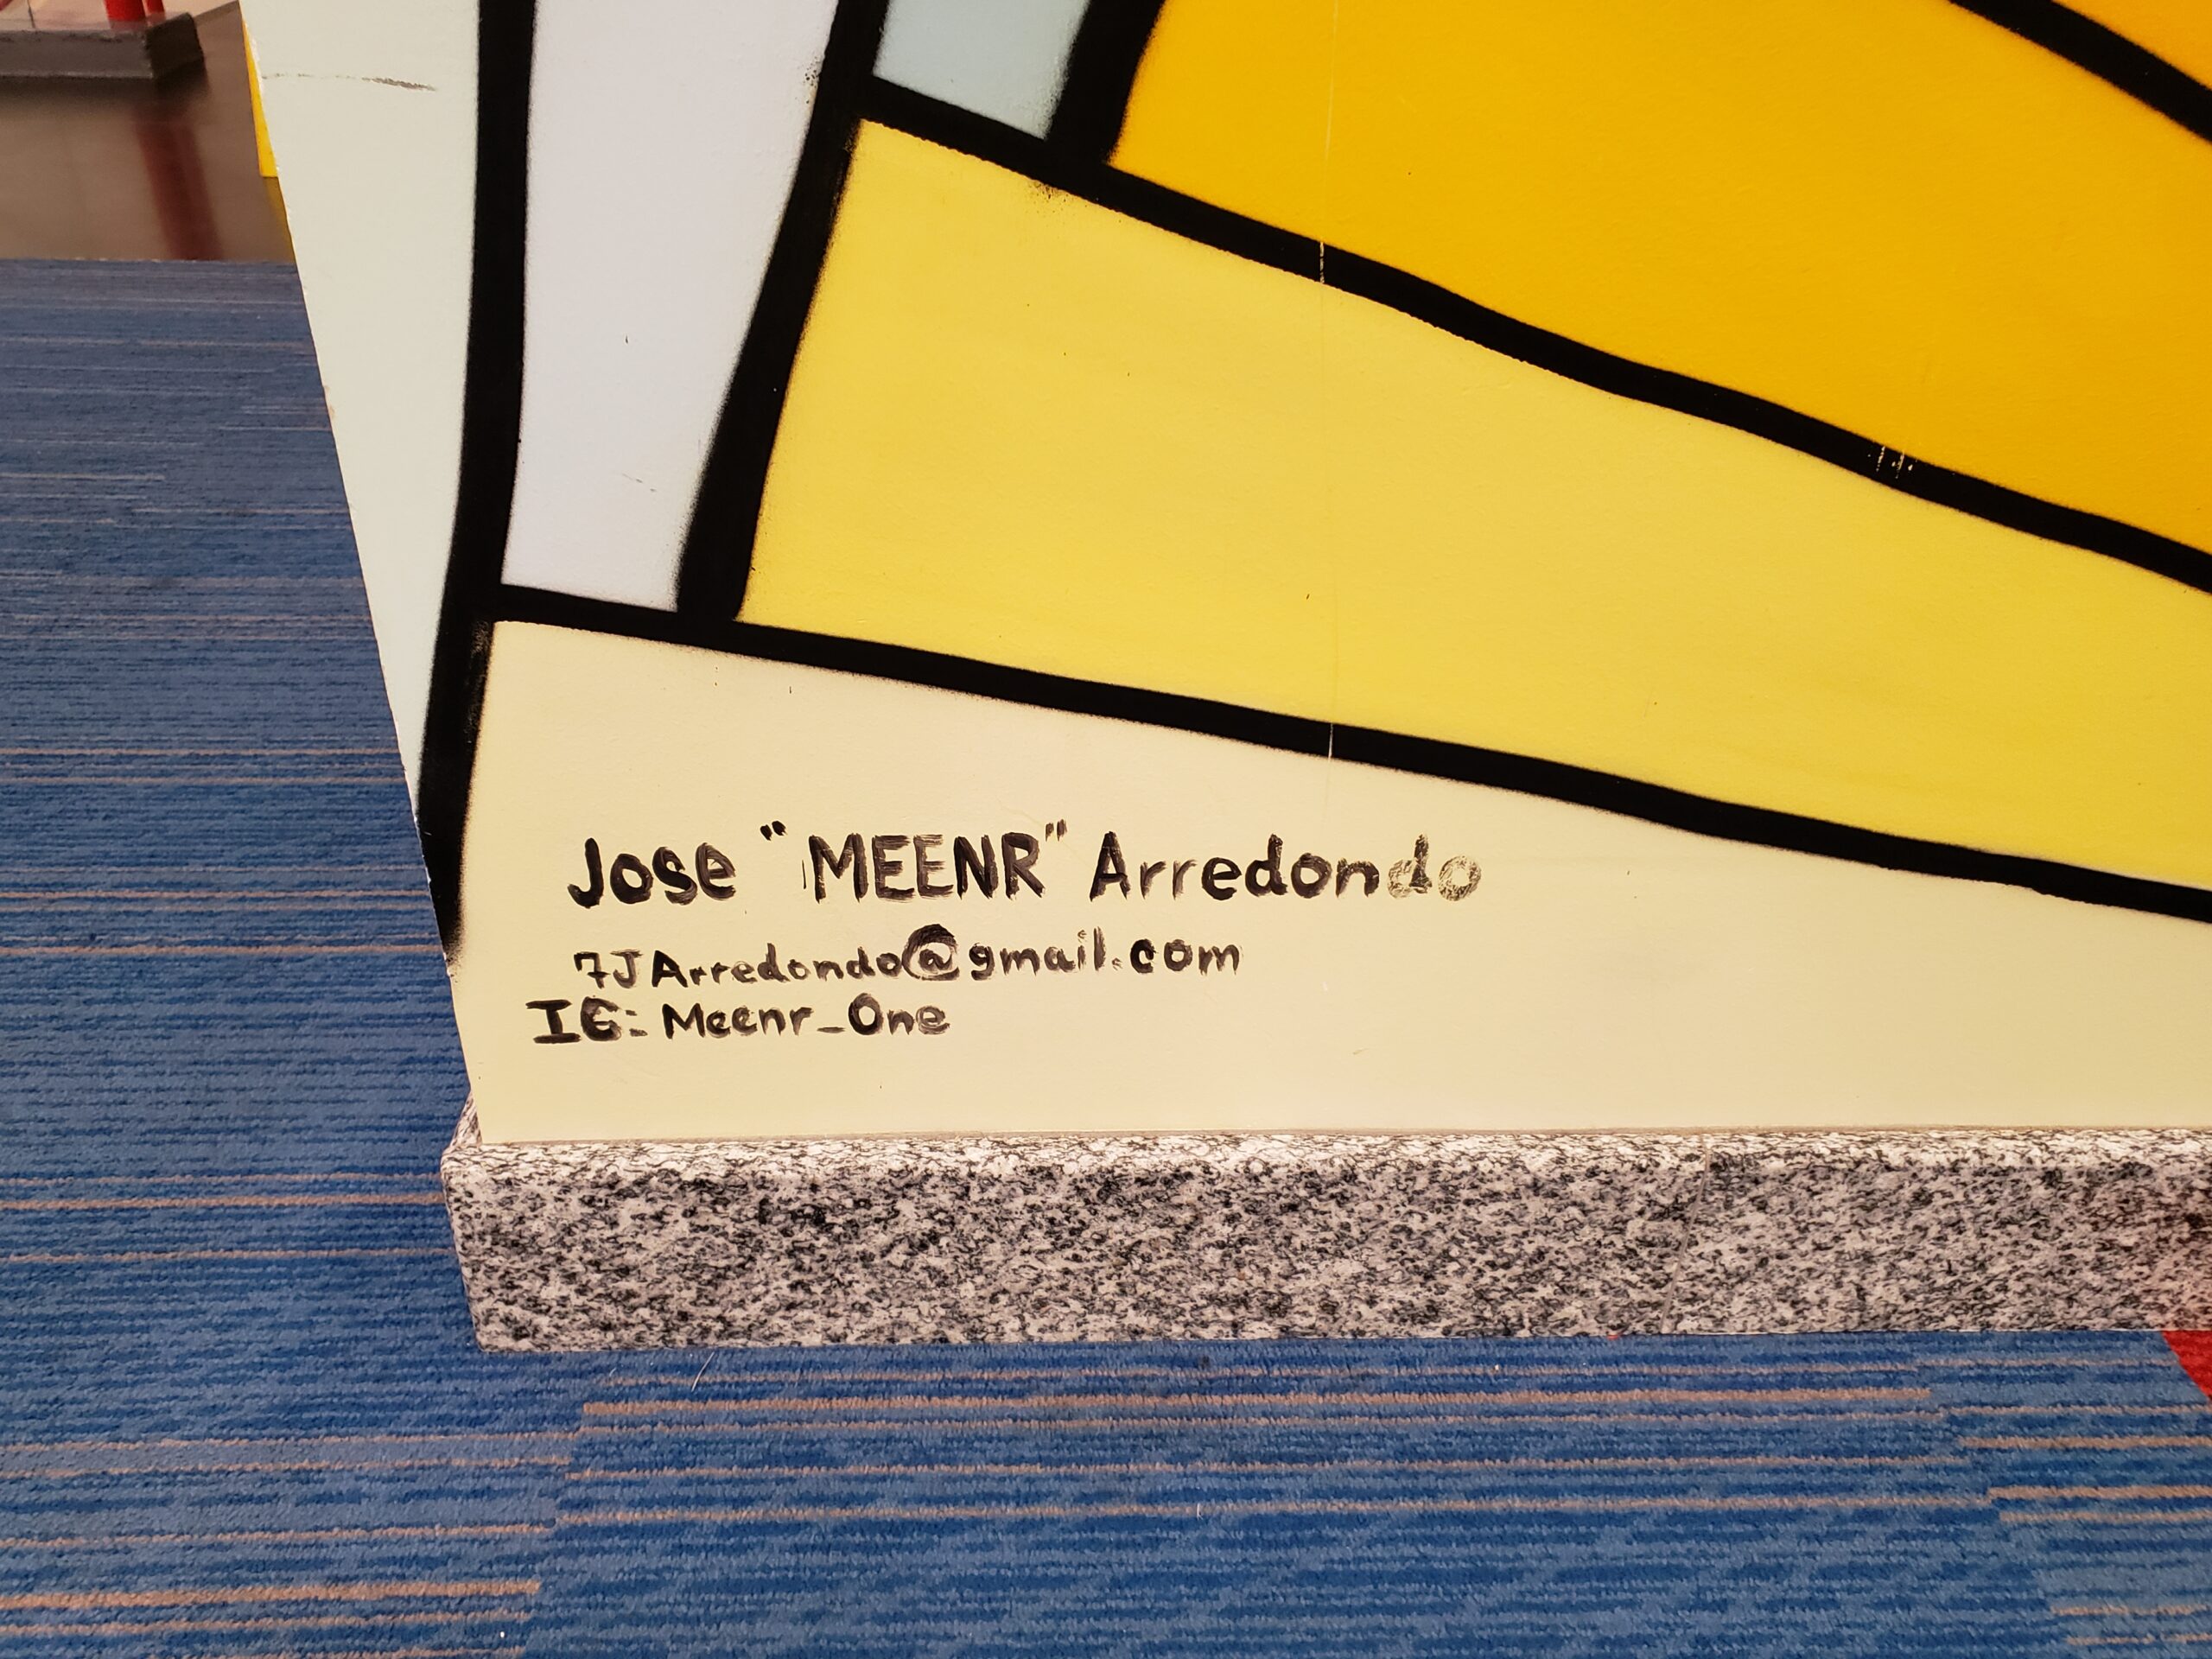 Jose "MEENR" Arredondo
7JArredondo@gmail.com
IG: Meenr_One